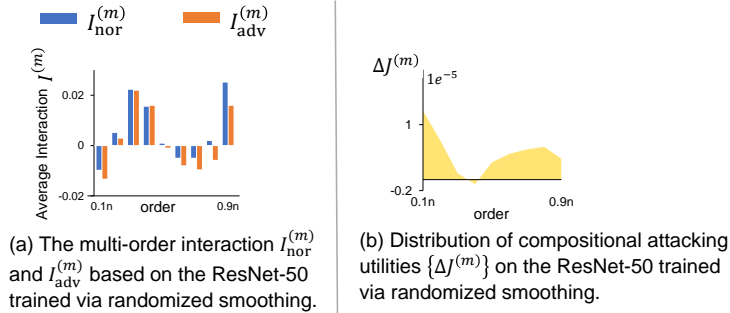 I_nor^(m) I_adv^(m)
Average Interaction I^(m)
0.02
0
-0.02
0.1n 0.9n
order
(a) The multi-order interaction I_nor^(m)
and I_adv^(m) based on the ResNet-50
trained via randomized smoothing.
ΔJ^(m)
1e^-5
1
-0.2
0.1n 0.9n
order
(b) Distribution of compositional attacking
utilities {ΔJ^(m)} on the ResNet-50 trained
via randomized smoothing.